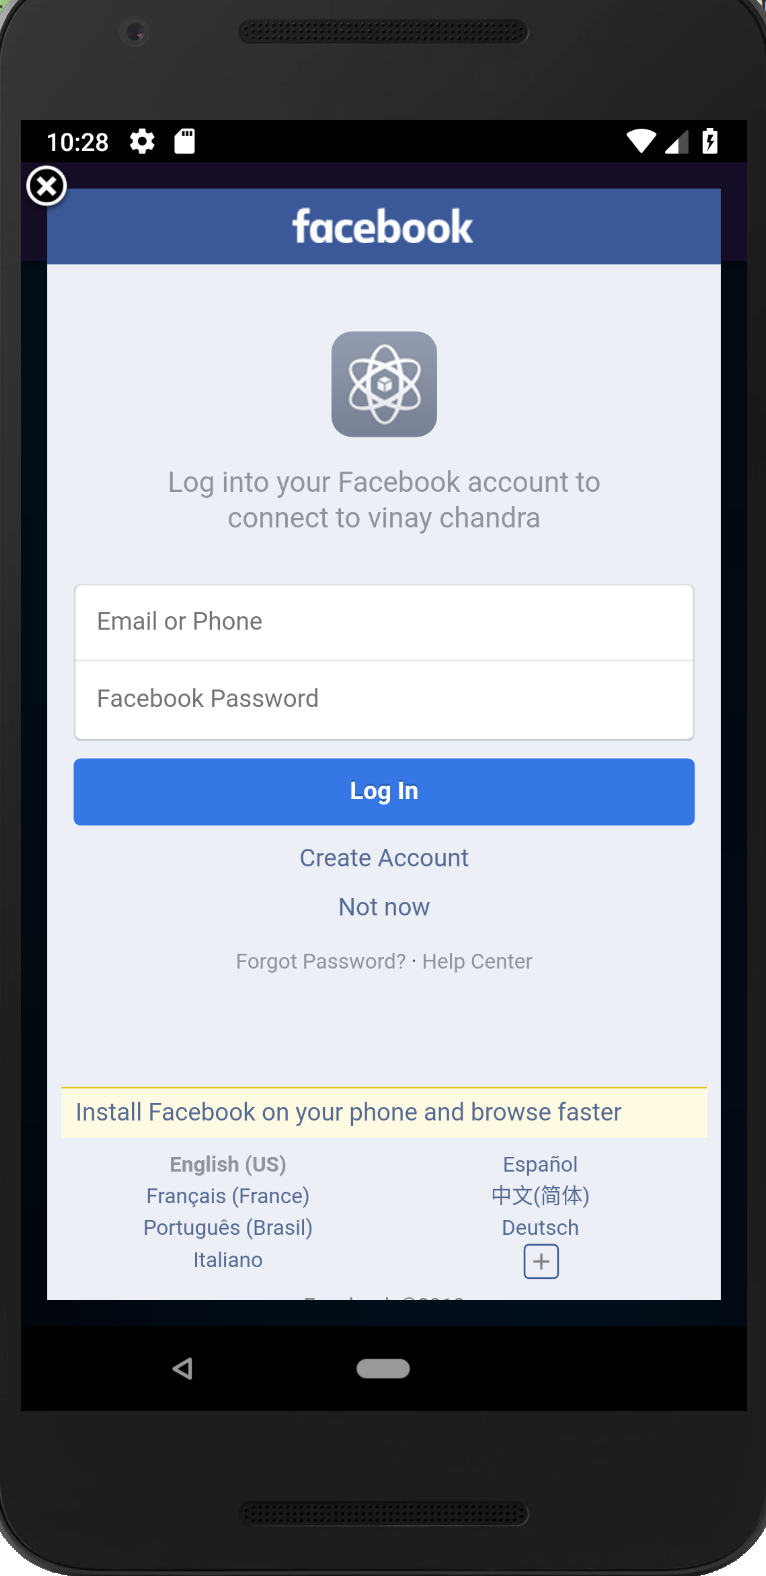 10:28
facebook
Log into your Facebook account to
connect to vinay chandra
Email or Phone
Facebook Password
Log In
Create Account
Not now
Forgot Password? · Help Center
Install Facebook on your phone and browse faster
English (US)
Español
Français (France)
中文(简体)
Português (Brasil)
Deutsch
Italiano